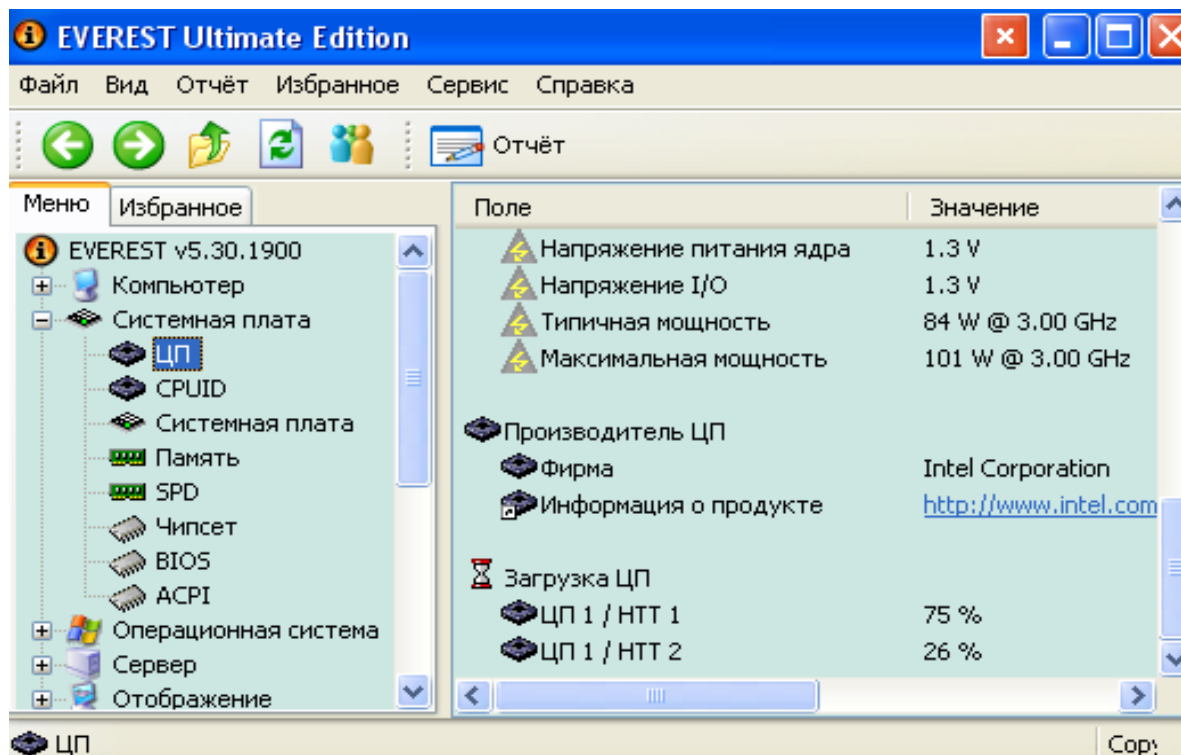 EVEREST Ultimate Edition
Файл Вид Отчёт Избранное Сервис Справка
Отчёт
Меню Избранное
EVEREST v5.30.1900
Компьютер
Системная плата
ЦП
CPUID
Системная плата
Память
SPD
Чипсет
BIOS
ACPI
Операционная система
Сервер
Отображение
Поле Значение
Напряжение питания ядра 1.3 V
Напряжение I/O 1.3 V
Типичная мощность 84 W @ 3.00 GHz
Максимальная мощность 101 W @ 3.00 GHz
Производитель ЦП
Фирма Intel Corporation
Информация о продукте http://www.intel.com
Загрузка ЦП
ЦП 1 / HTT 1 75 %
ЦП 1 / HTT 2 26 %
ЦП